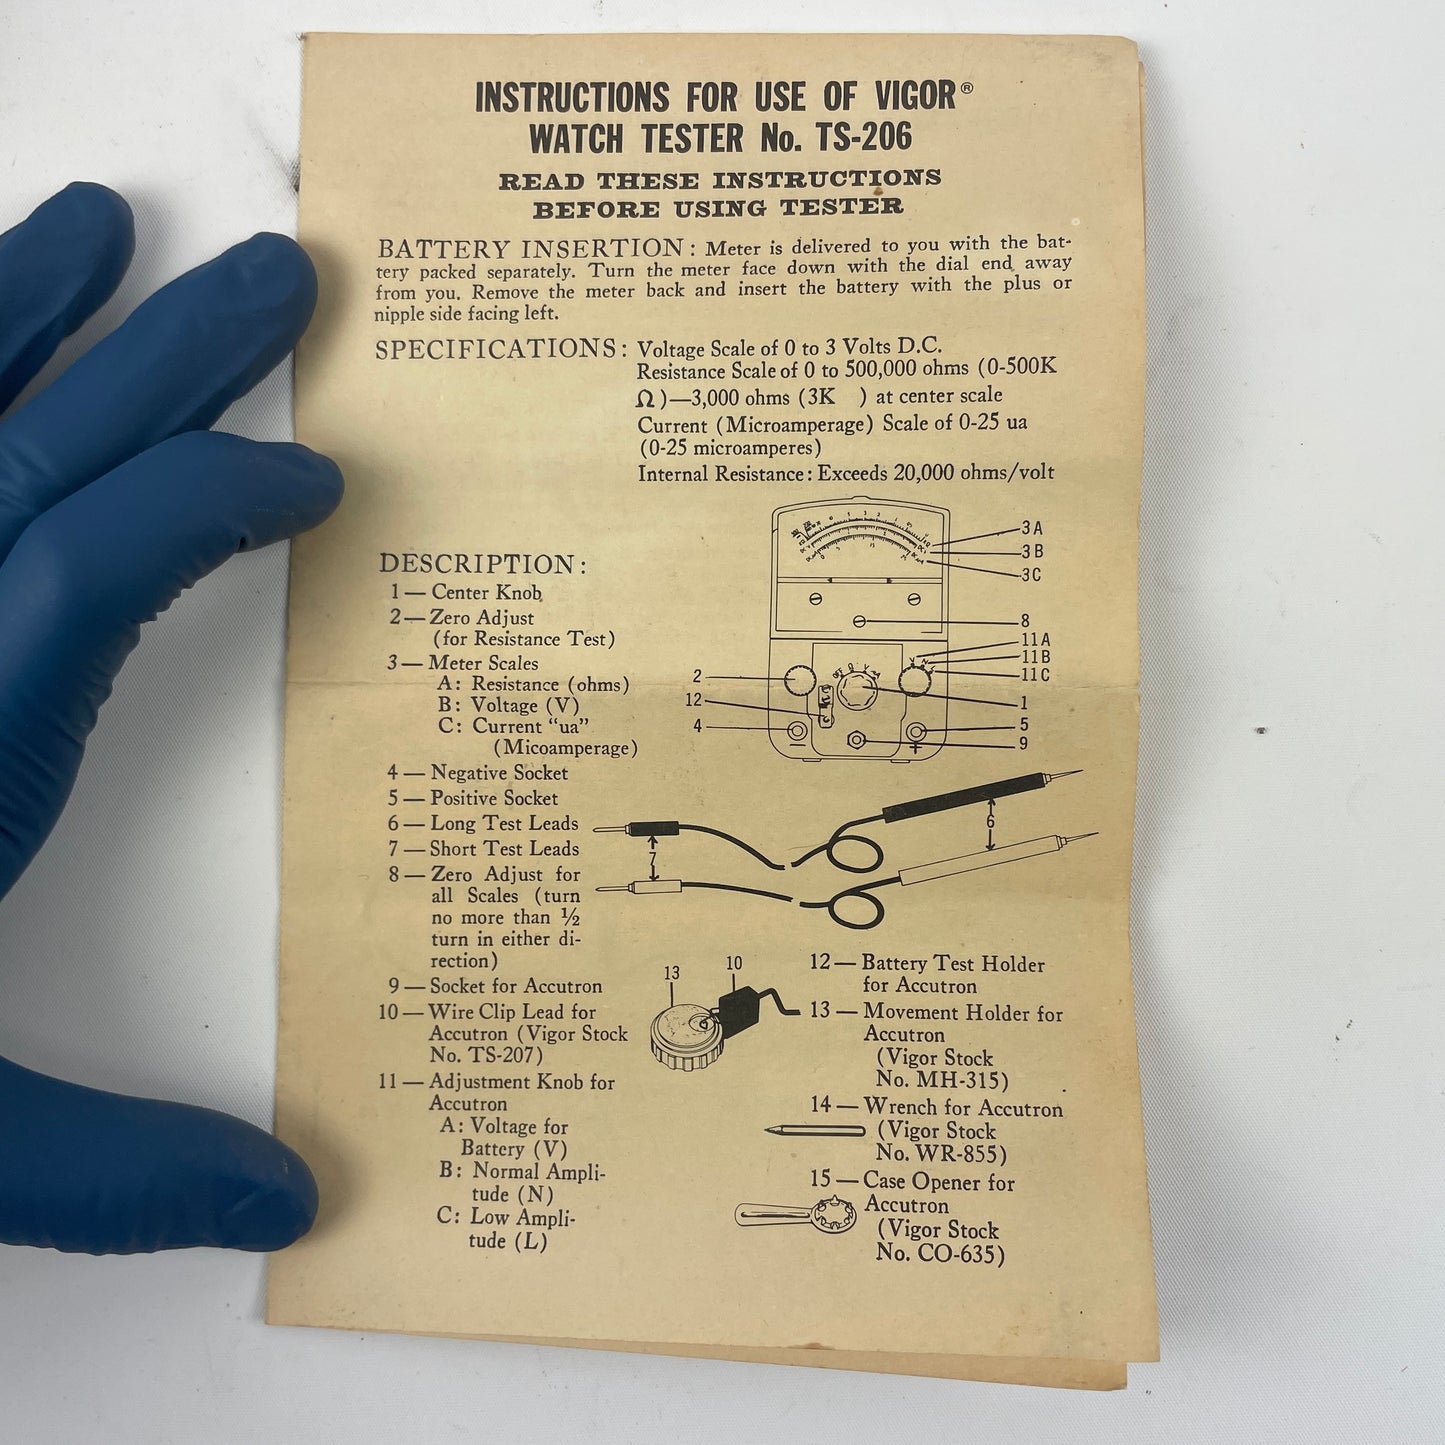 INSTRUCTIONS FOR USE OF VIGOR®
WATCH TESTER No. TS-206
READ THESE INSTRUCTIONS
BEFORE USING TESTER
BATTERY INSERTION: Meter is delivered to you with the bat-
tery packed separately. Turn the meter face down with the dial end away
from you. Remove the meter back and insert the battery with the plus or
nipple side facing left.
SPECIFICATIONS: Voltage Scale of 0 to 3 Volts D.C.
Resistance Scale of 0 to 500,000 ohms (0-500K
Ω)—3,000 ohms (3K   ) at center scale
Current (Microamperage) Scale of 0-25 ua
(0-25 microamperes)
Internal Resistance: Exceeds 20,000 ohms/volt
DESCRIPTION:
1 — Center Knob
2 — Zero Adjust
(for Resistance Test)
3 — Meter Scales
A: Resistance (ohms)
B: Voltage (V)
C: Current "ua"
(Micoamperage)
4 — Negative Socket
5 — Positive Socket
6 — Long Test Leads
7 — Short Test Leads
8 — Zero Adjust for
all Scales (turn
no more than ½
turn in either di-
rection)
9 — Socket for Accutron
10 — Wire Clip Lead for
Accutron (Vigor Stock
No. TS-207)
11 — Adjustment Knob for
Accutron
A: Voltage for
Battery (V)
B: Normal Ampli-
tude (N)
C: Low Ampli-
tude (L)
3A
3B
3C
8
11A
11B
11C
2
12
4
1
5
9
OFF Ω V
− +
6
7
13
10
12 — Battery Test Holder
for Accutron
13 — Movement Holder for
Accutron
(Vigor Stock
No. MH-315)
14 — Wrench for Accutron
(Vigor Stock
No. WR-855)
15 — Case Opener for
Accutron
(Vigor Stock
No. CO-635)